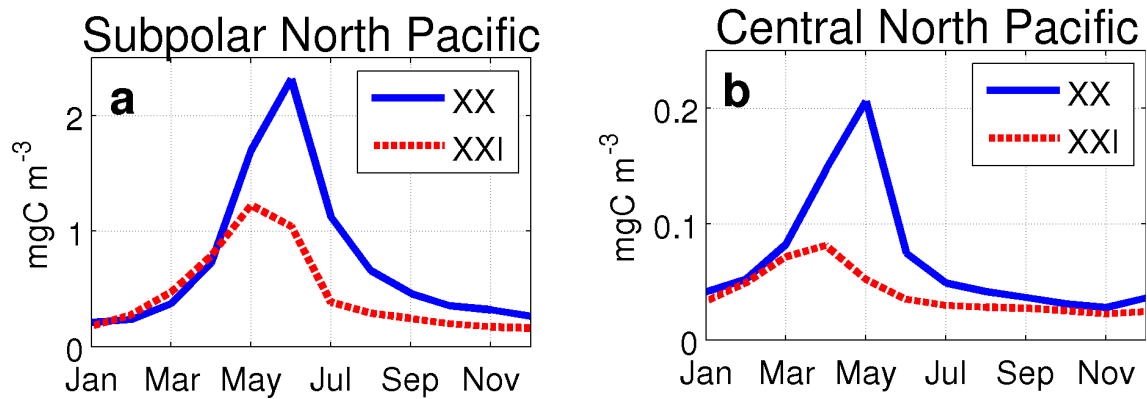 Subpolar North Pacific
a
XX
XXI
mgC m⁻³
2
1
0
Jan Mar May Jul Sep Nov
Central North Pacific
b
XX
XXI
mgC m⁻³
0.2
0.1
0
Jan Mar May Jul Sep Nov